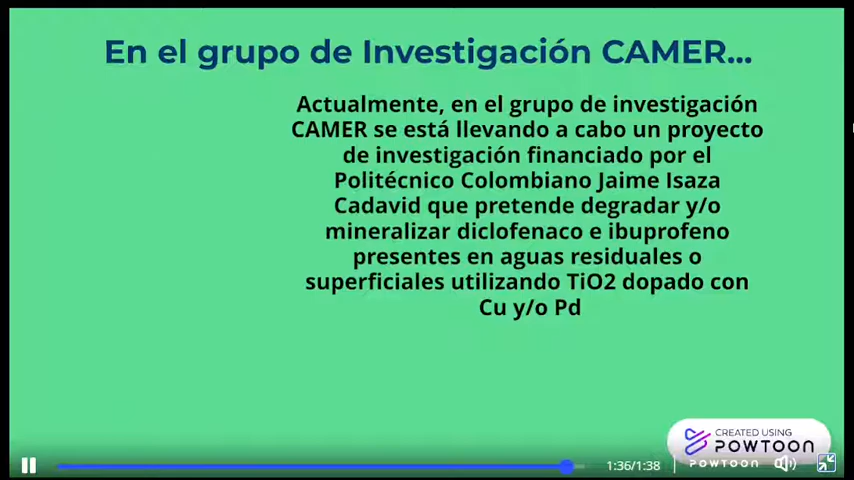 En el grupo de Investigación CAMER...
Actualmente, en el grupo de investigación
CAMER se está llevando a cabo un proyecto
de investigación financiado por el
Politécnico Colombiano Jaime Isaza
Cadavid que pretende degradar y/o
mineralizar diclofenaco e ibuprofeno
presentes en aguas residuales o
superficiales utilizando TiO2 dopado con
Cu y/o Pd
CREATED USING
POWTOON
1:36/1:38
POWTOON